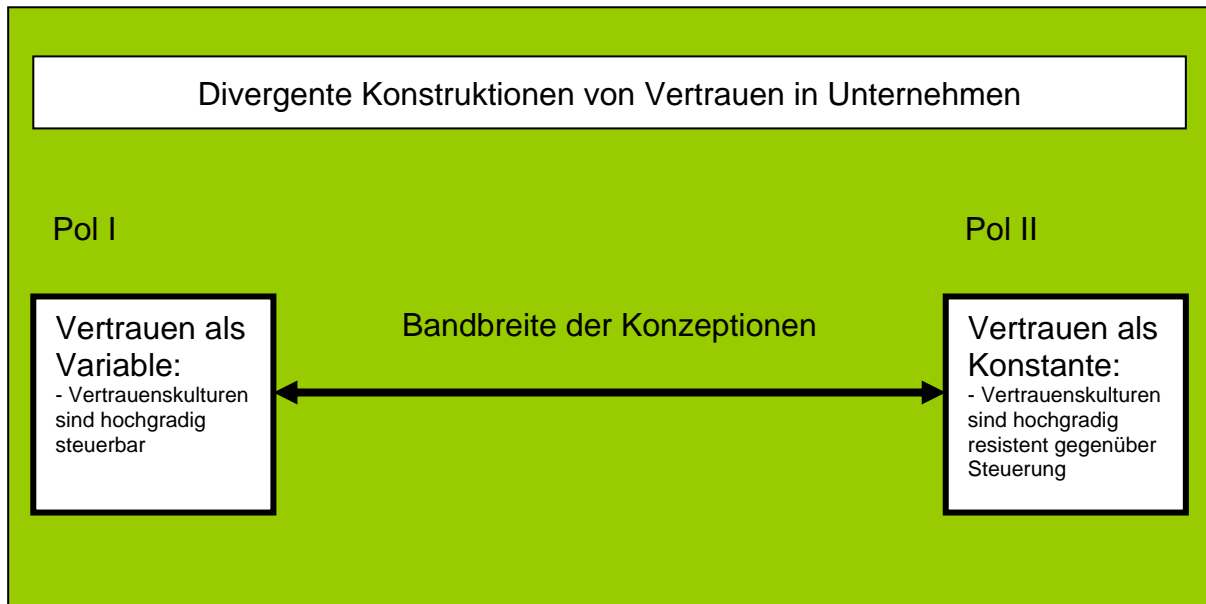 Divergente Konstruktionen von Vertrauen in Unternehmen
Pol I
Pol II
Vertrauen als
Variable:
- Vertrauenskulturen
sind hochgradig
steuerbar
Bandbreite der Konzeptionen
Vertrauen als
Konstante:
- Vertrauenskulturen
sind hochgradig
resistent gegenüber
Steuerung